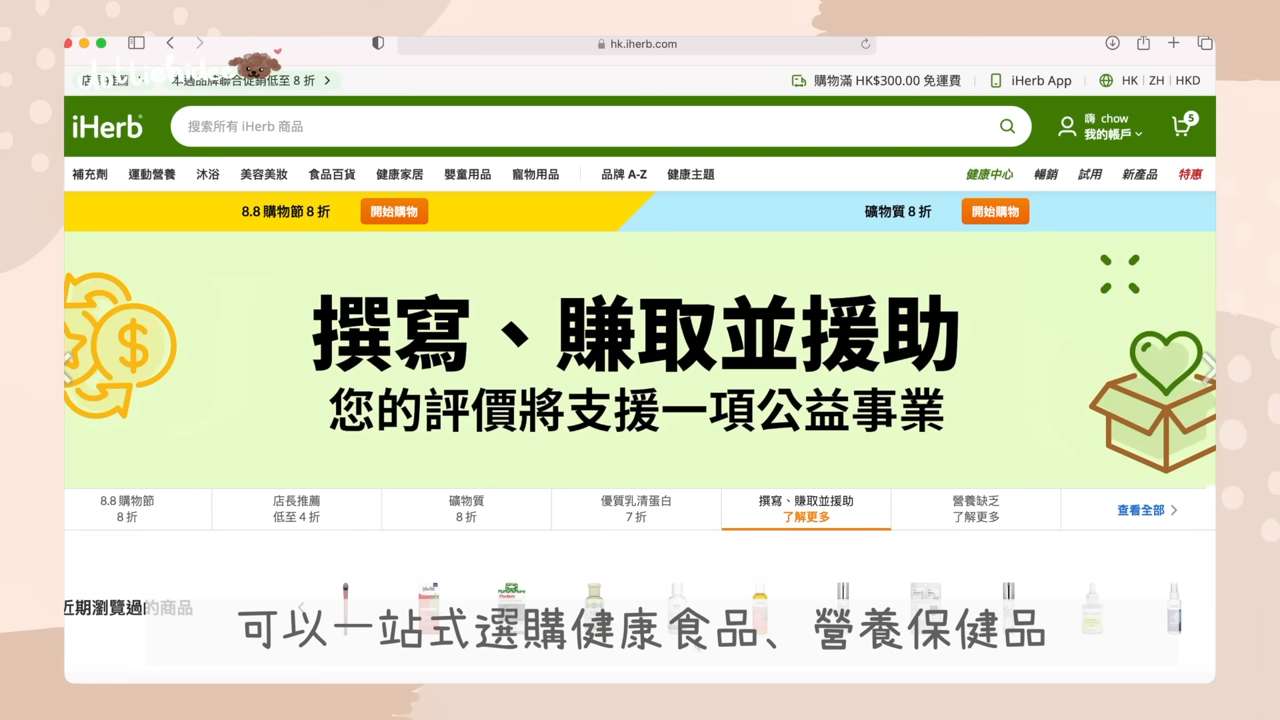 hk.iherb.com
本週品牌聯合促銷低至 8 折
購物滿 HK$300.00 免運費
iHerb App
HK
ZH
HKD
iHerb
搜索所有 iHerb 商品
嗨 chow
我的帳戶
5
補充劑 運動營養 沐浴 美容美妝 食品百貨 健康家居 嬰童用品 寵物用品 品牌 A-Z 健康主題 健康中心 暢銷 試用 新產品 特惠
8.8 購物節 8 折 開始購物 礦物質 8 折 開始購物
撰寫、賺取並援助
您的評價將支援一項公益事業
8.8 購物節
8 折
店長推薦
低至 4 折
礦物質
8 折
優質乳清蛋白
7 折
撰寫、賺取並援助
了解更多
營養缺乏
了解更多
查看全部
近期瀏覽過的商品
可以一站式選購健康食品、營養保健品